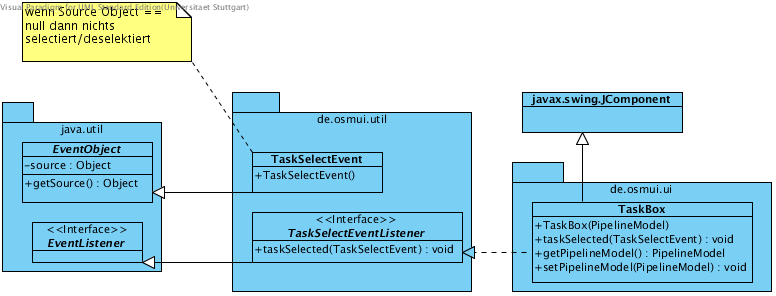 Visual Paradigm for UML Standard Edition(Universitaet Stuttgart)
wenn Source Object ==
null dann nichts
selectiert/deselektiert
java.util
EventObject
-source : Object
+getSource() : Object
<<Interface>>
EventListener
de.osmui.util
TaskSelectEvent
+TaskSelectEvent()
<<Interface>>
TaskSelectEventListener
+taskSelected(TaskSelectEvent) : void
javax.swing.JComponent
de.osmui.ui
TaskBox
+TaskBox(PipelineModel)
+taskSelected(TaskSelectEvent) : void
+getPipelineModel() : PipelineModel
+setPipelineModel(PipelineModel) : void